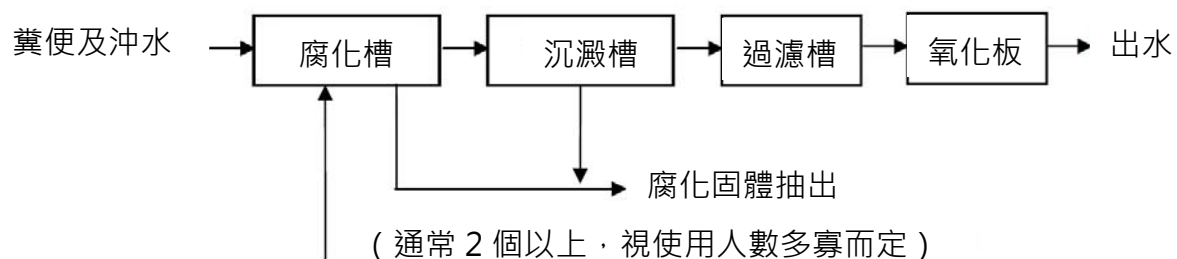 糞便及沖水
腐化槽
沉澱槽
過濾槽
氧化板
出水
腐化固體抽出
（通常 2 個以上，視使用人數多寡而定）